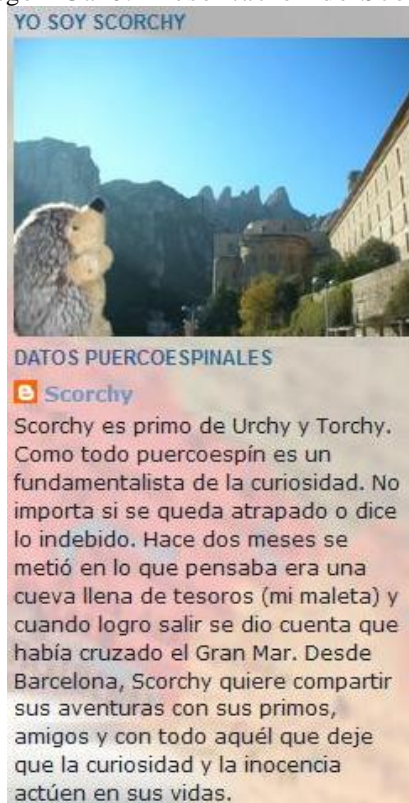 YO SOY SCORCHY
DATOS PUERCOESPINALES
Scorchy
Scorchy es primo de Urchy y Torchy.
Como todo puercoespín es un
fundamentalista de la curiosidad. No
importa si se queda atrapado o dice
lo indebido. Hace dos meses se
metió en lo que pensaba era una
cueva llena de tesoros (mi maleta) y
cuando logro salir se dio cuenta que
había cruzado el Gran Mar. Desde
Barcelona, Scorchy quiere compartir
sus aventuras con sus primos,
amigos y con todo aquél que deje
que la curiosidad y la inocencia
actúen en sus vidas.